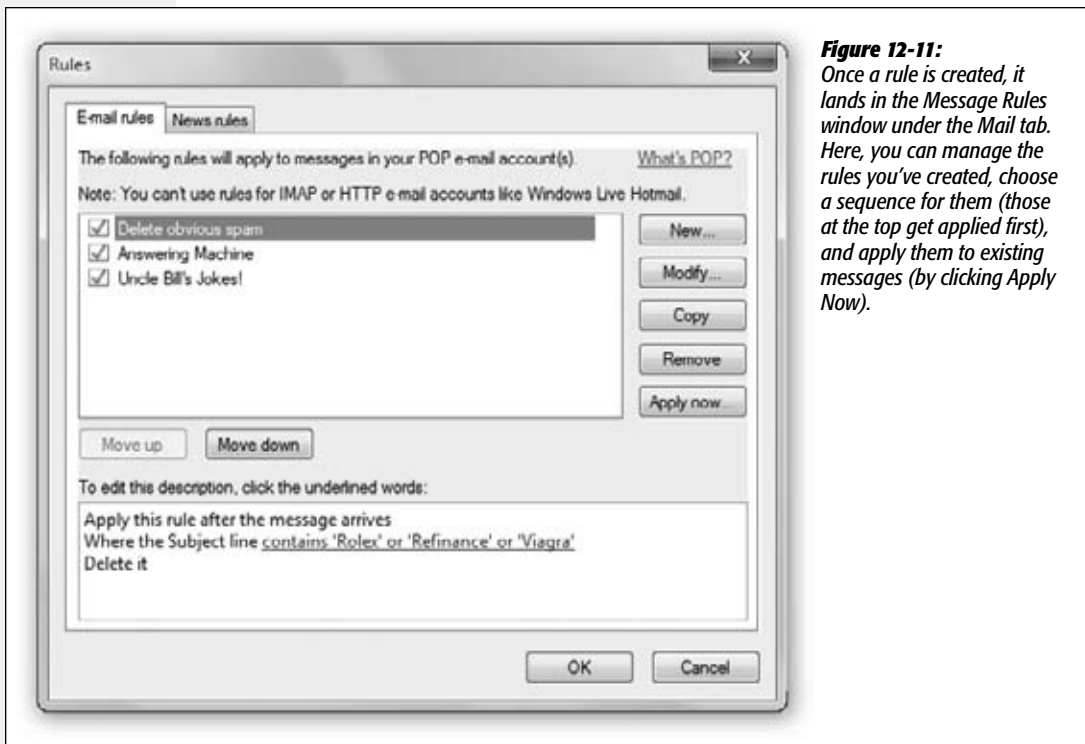 Rules
E-mail rules
News rules
The following rules will apply to messages in your POP e-mail account(s).
What's POP?
Note: You can't use rules for IMAP or HTTP e-mail accounts like Windows Live Hotmail.
Delete obvious spam
Answering Machine
Uncle Bill's Jokes!
New...
Modify...
Copy
Remove
Apply now...
Move up
Move down
To edit this description, click the underlined words:
Apply this rule after the message arrives
Where the Subject line contains 'Rolex' or 'Refinance' or 'Viagra'
Delete it
OK
Cancel
Figure 12-11:
Once a rule is created, it
lands in the Message Rules
window under the Mail tab.
Here, you can manage the
rules you've created, choose
a sequence for them (those
at the top get applied first),
and apply them to existing
messages (by clicking Apply
Now).